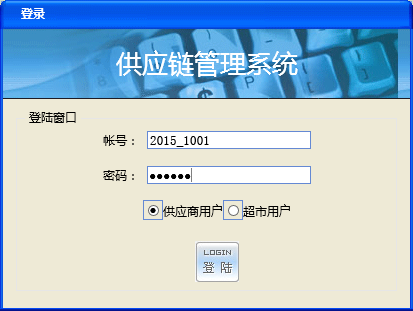 登录
供应链管理系统
登陆窗口
帐号： 2015_1001
密码： ●●●●●●
供应商用户 超市用户
LOGIN
登 陆